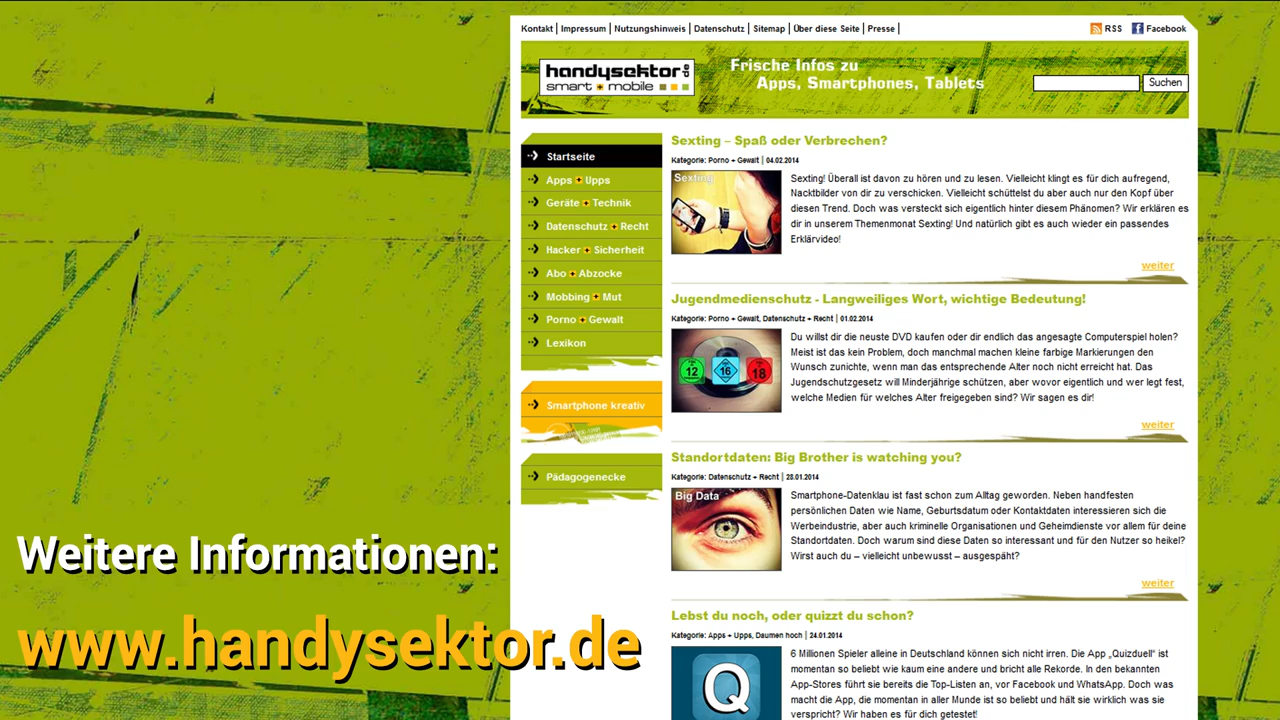 Kontakt | Impressum | Nutzungshinweis | Datenschutz | Sitemap | Über diese Seite | Presse |
RSS Facebook
handysektor.de
smart + mobile
Frische Infos zu
Apps, Smartphones, Tablets
Suchen
Startseite
Apps + Upps
Geräte + Technik
Datenschutz + Recht
Hacker + Sicherheit
Abo + Abzocke
Mobbing + Mut
Porno + Gewalt
Lexikon
Smartphone kreativ
Pädagogenecke
Sexting – Spaß oder Verbrechen?
Kategorie: Porno + Gewalt | 04.02.2014
Sexting
Sexting! Überall ist davon zu hören und zu lesen. Vielleicht klingt es für dich aufregend,
Nacktbilder von dir zu verschicken. Vielleicht schüttelst du aber auch nur den Kopf über
diesen Trend. Doch was versteckt sich eigentlich hinter diesem Phänomen? Wir erklären es
dir in unserem Themenmonat Sexting! Und natürlich gibt es auch wieder ein passendes
Erklärvideo!
weiter
Jugendmedienschutz - Langweiliges Wort, wichtige Bedeutung!
Kategorie: Porno + Gewalt, Datenschutz + Recht | 01.02.2014
12 16 18
Du willst dir die neuste DVD kaufen oder dir endlich das angesagte Computerspiel holen?
Meist ist das kein Problem, doch manchmal machen kleine farbige Markierungen den
Wunsch zunichte, wenn man das entsprechende Alter noch nicht erreicht hat. Das
Jugendschutzgesetz will Minderjährige schützen, aber wovor eigentlich und wer legt fest,
welche Medien für welches Alter freigegeben sind? Wir sagen es dir!
weiter
Standortdaten: Big Brother is watching you?
Kategorie: Datenschutz + Recht | 28.01.2014
Big Data
Smartphone-Datenklau ist fast schon zum Alltag geworden. Neben handfesten
persönlichen Daten wie Name, Geburtsdatum oder Kontaktdaten interessieren sich die
Werbeindustrie, aber auch kriminelle Organisationen und Geheimdienste vor allem für deine
Standortdaten. Doch warum sind diese Daten so interessant und für den Nutzer so heikel?
Wirst auch du – vielleicht unbewusst – ausgespäht?
weiter
Lebst du noch, oder quizzt du schon?
Kategorie: Apps + Upps, Daumen hoch | 24.01.2014
Q
6 Millionen Spieler alleine in Deutschland können sich nicht irren. Die App „Quizduell“ ist
momentan so beliebt wie kaum eine andere und bricht alle Rekorde. In den bekannten
App-Stores führt sie bereits die Top-Listen an, vor Facebook und WhatsApp. Doch was
macht die App, die momentan in aller Munde ist so beliebt und hält sie wirklich was sie
verspricht? Wir haben es für dich getestet!
Weitere Informationen:
www.handysektor.de